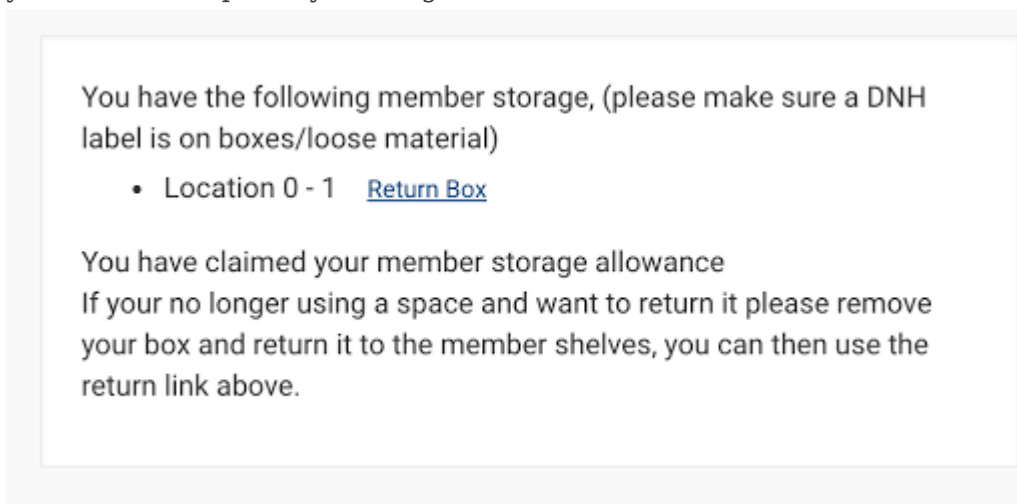 You have the following member storage, (please make sure a DNH
label is on boxes/loose material)
• Location 0 - 1 Return Box
You have claimed your member storage allowance
If your no longer using a space and want to return it please remove
your box and return it to the member shelves, you can then use the
return link above.